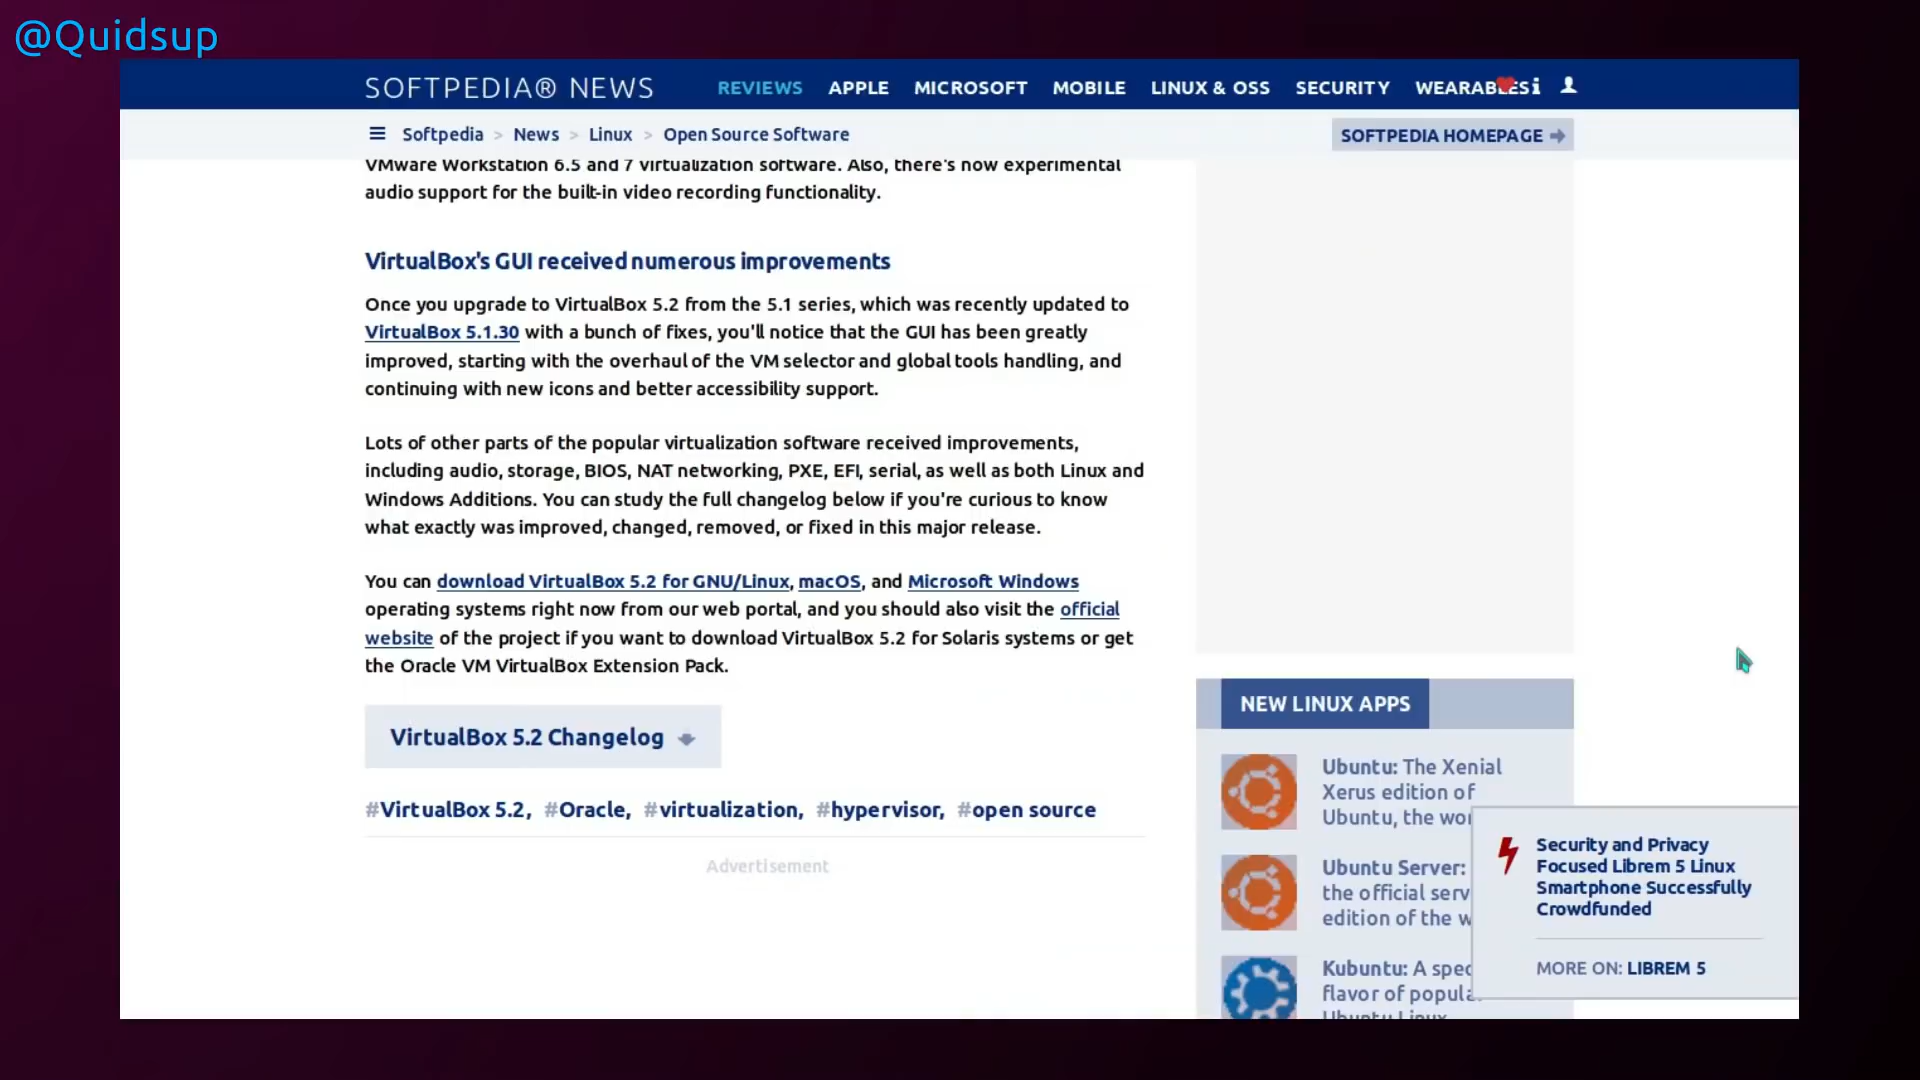 @Quidsup
SOFTPEDIA® NEWS REVIEWS APPLE MICROSOFT MOBILE LINUX & OSS SECURITY WEARABLES
Softpedia > News > Linux > Open Source Software SOFTPEDIA HOMEPAGE
VMware Workstation 6.5 and 7 virtualization software. Also, there's now experimental
audio support for the built-in video recording functionality.
VirtualBox's GUI received numerous improvements
Once you upgrade to VirtualBox 5.2 from the 5.1 series, which was recently updated to
VirtualBox 5.1.30 with a bunch of fixes, you'll notice that the GUI has been greatly
improved, starting with the overhaul of the VM selector and global tools handling, and
continuing with new icons and better accessibility support.
Lots of other parts of the popular virtualization software received improvements,
including audio, storage, BIOS, NAT networking, PXE, EFI, serial, as well as both Linux and
Windows Additions. You can study the full changelog below if you're curious to know
what exactly was improved, changed, removed, or fixed in this major release.
You can download VirtualBox 5.2 for GNU/Linux, macOS, and Microsoft Windows
operating systems right now from our web portal, and you should also visit the official
website of the project if you want to download VirtualBox 5.2 for Solaris systems or get
the Oracle VM VirtualBox Extension Pack.
VirtualBox 5.2 Changelog
#VirtualBox 5.2, #Oracle, #virtualization, #hypervisor, #open source
Advertisement
NEW LINUX APPS
Ubuntu: The Xenial
Xerus edition of
Ubuntu, the
Ubuntu Server:
the official
edition of the
Kubuntu: A
flavor of
Ubuntu Linux
Security and Privacy
Focused Librem 5 Linux
Smartphone Successfully
Crowdfunded
MORE ON: LIBREM 5